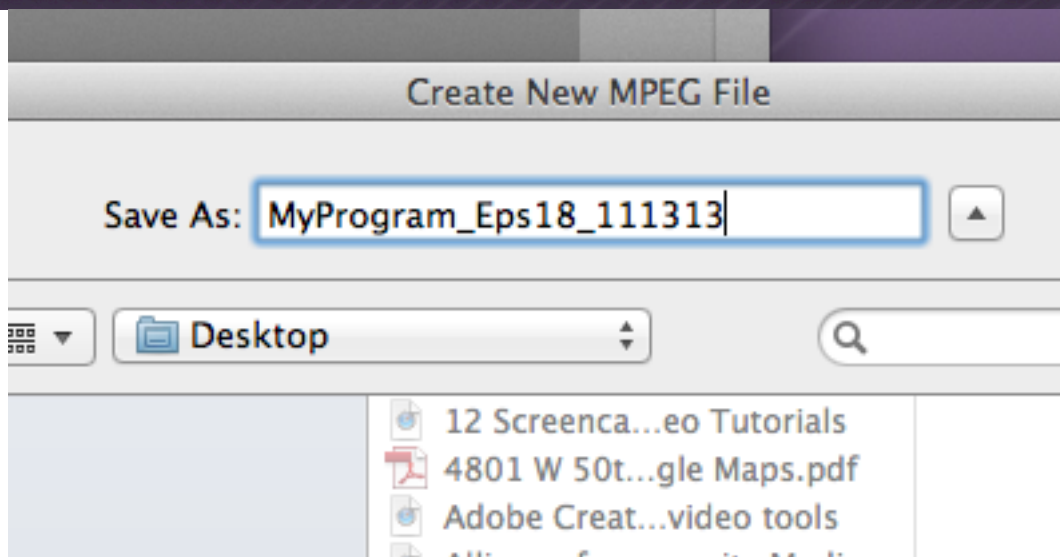 Create New MPEG File
Save As: MyProgram_Eps18_111313
Desktop
12 Screenca...eo Tutorials
4801 W 50t...gle Maps.pdf
Adobe Creat...video tools